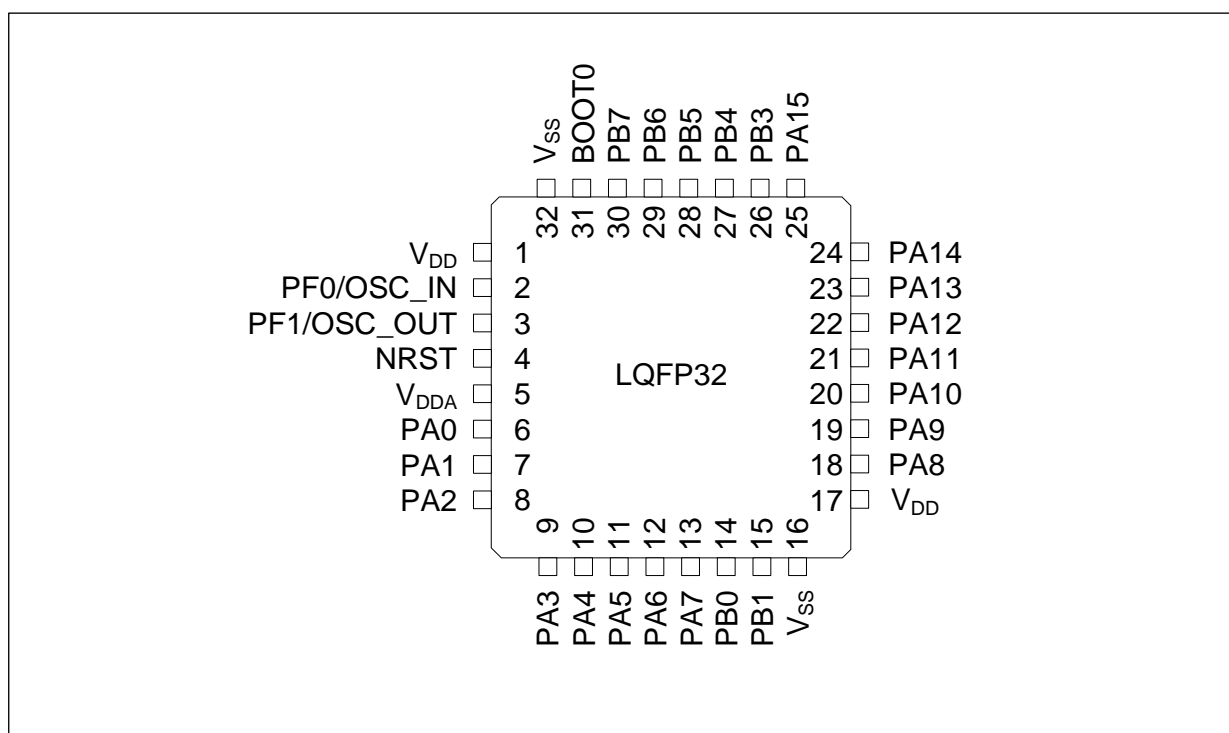 VSS
BOOT0
PB7
PB6
PB5
PB4
PB3
PA15
32
31
30
29
28
27
26
25
VDD 1
PF0/OSC_IN 2
PF1/OSC_OUT 3
NRST 4
VDDA 5
PA0 6
PA1 7
PA2 8
LQFP32
24 PA14
23 PA13
22 PA12
21 PA11
20 PA10
19 PA9
18 PA8
17 VDD
9
10
11
12
13
14
15
16
PA3
PA4
PA5
PA6
PA7
PB0
PB1
VSS